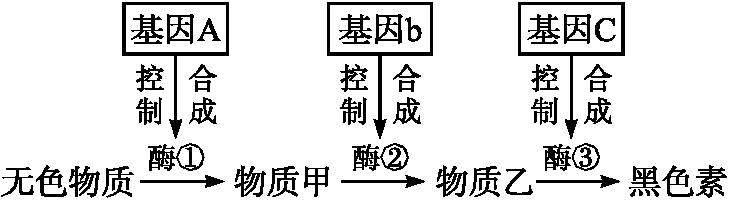 基因A 基因b 基因C
控制 合成 控制 合成 控制 合成
酶① 酶② 酶③
无色物质 物质甲 物质乙 黑色素